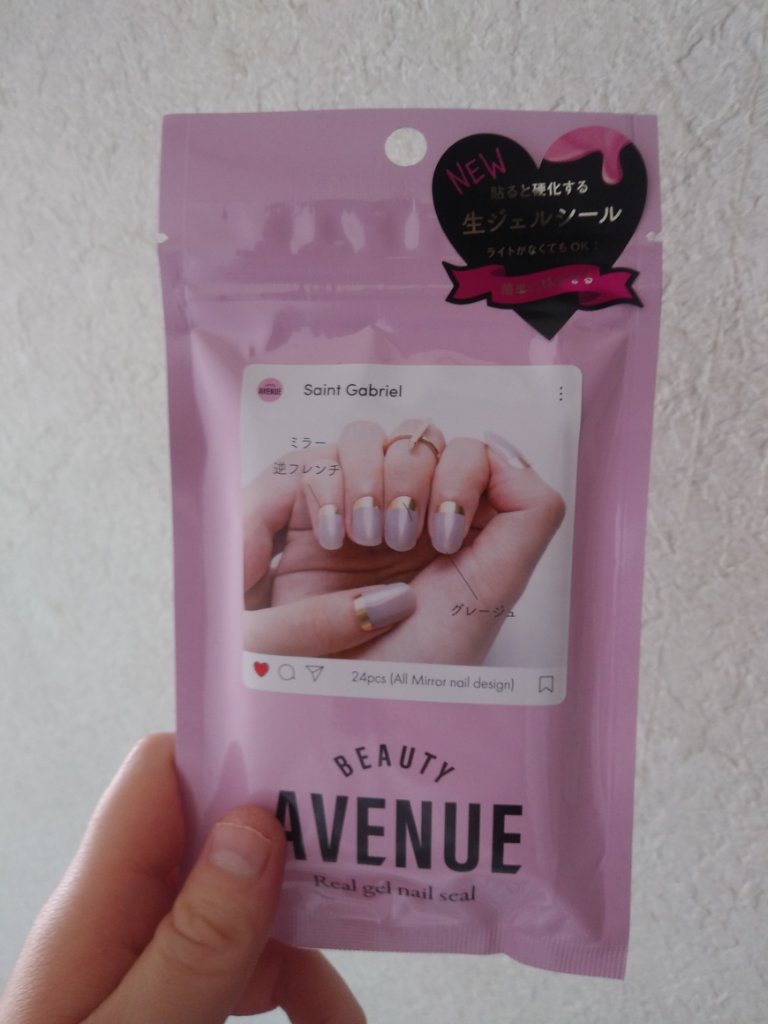 NEW
貼ると硬化する
生ジェルシール
ライトがなくてもOK！
AVENUE
Saint Gabriel
ミラー
逆フレンチ
グレージュ
24pcs (All Mirror nail design)
BEAUTY
AVENUE
Real gel nail seal